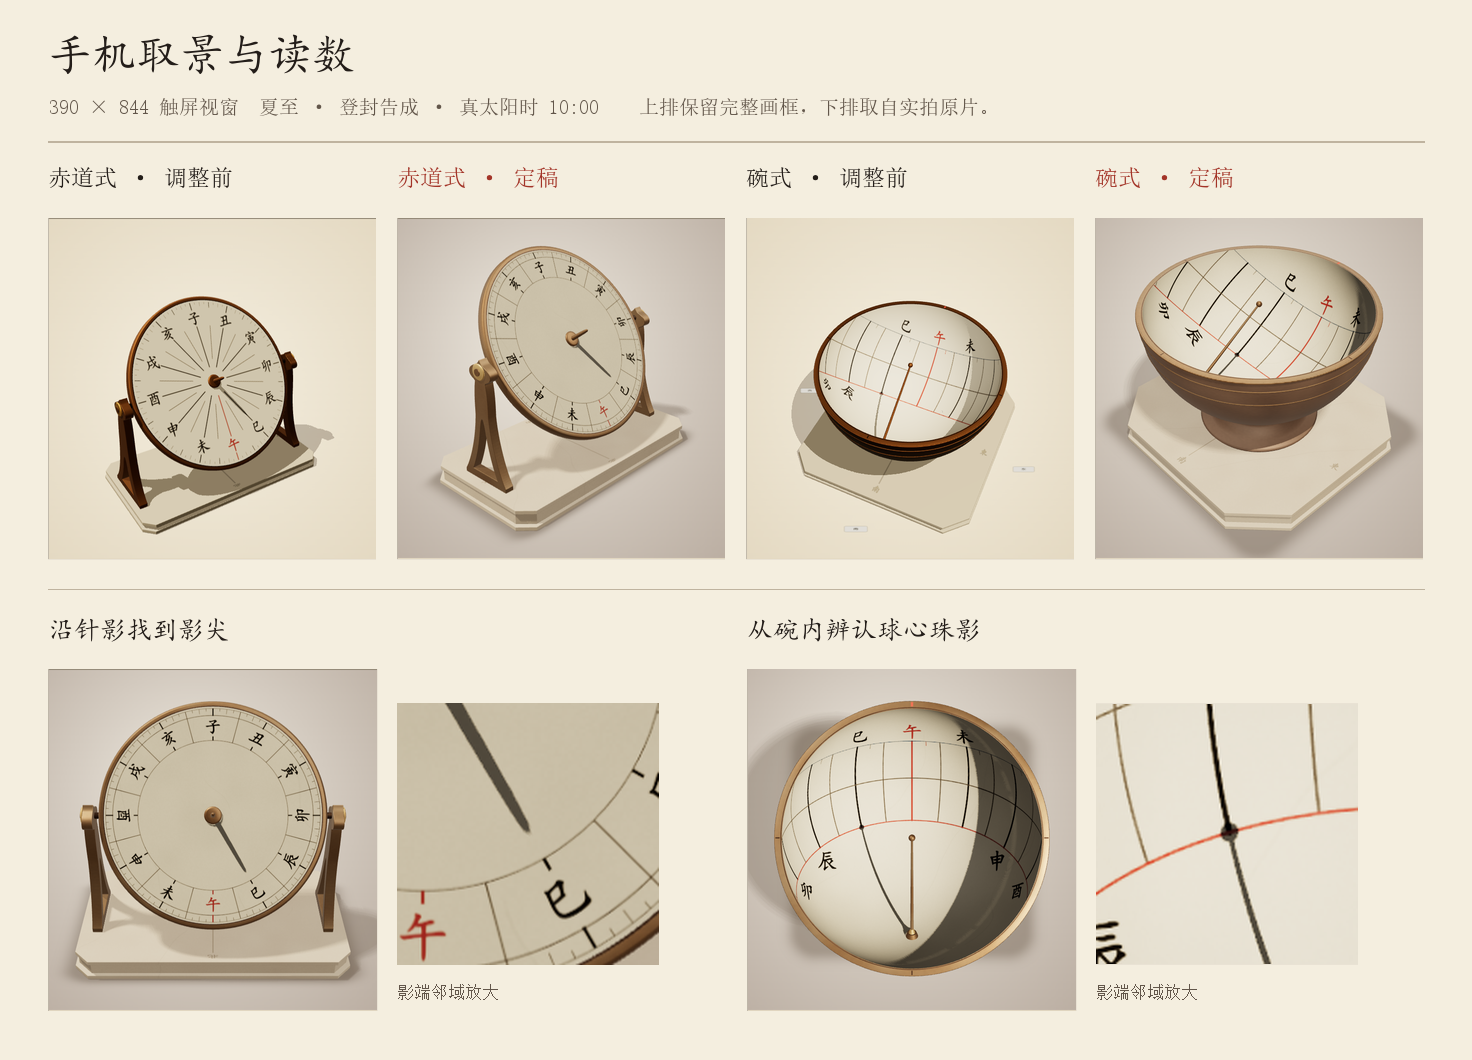 手机取景与读数
390 × 844 触屏视窗 夏至 • 登封告成 • 真太阳时 10:00 上排保留完整画框，下排取自实拍原片。
赤道式 • 调整前
赤道式 • 定稿
碗式 • 调整前
碗式 • 定稿
子 丑 寅 卯 辰 巳 午 未 申 酉 戌 亥
子 丑 寅 卯 辰 巳 午 未 申 酉 戌 亥
卯 辰 巳 午 未
卯 辰 巳 午 未
沿针影找到影尖
从碗内辨认球心珠影
子 丑 寅 卯 辰 巳 午 未 申 酉 戌 亥
午 巳
影端邻域放大
卯 辰 巳 午 未 申 酉
辰
影端邻域放大